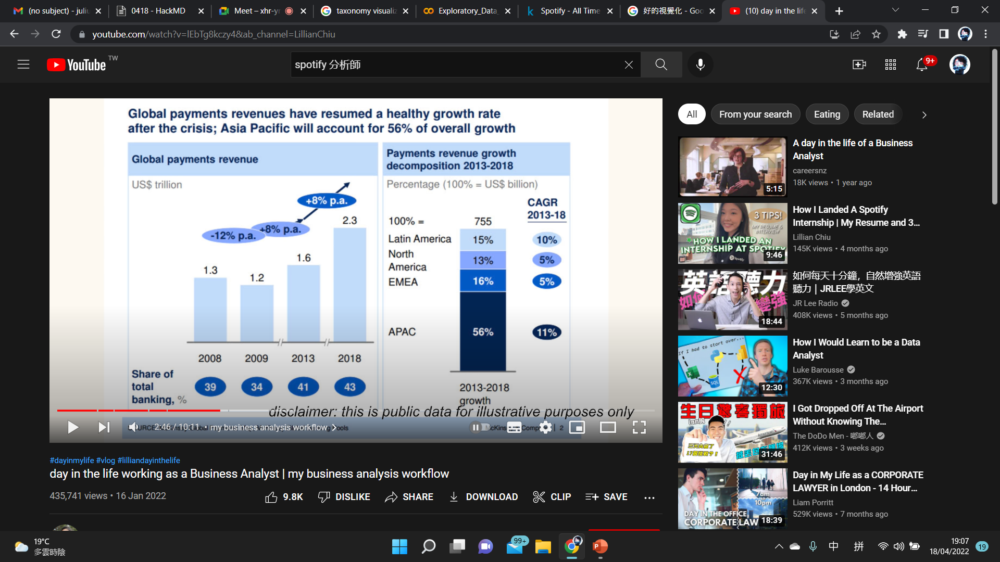 (no subject) - juliu
0418 - HackMD
Meet – xhr-yr
taxonomy visualiz
Exploratory_Data_
Spotify - All Time
好的視覺化 - Goo
(10) day in the life
youtube.com/watch?v=lEbTg8kczy4&ab_channel=LillianChiu
YouTube TW
spotify 分析師
9+
Global payments revenues have resumed a healthy growth rate
after the crisis; Asia Pacific will account for 56% of overall growth
Global payments revenue
US$ trillion
+8% p.a.
-12% p.a.
+8% p.a.
1.3
1.2
1.6
2.3
2008
2009
2013
2018
Share of
total
banking, %
39
34
41
43
Payments revenue growth
decomposition 2013-2018
Percentage (100% = US$ billion)
CAGR
2013-18
100% =
755
Latin America
15%
10%
North
America
13%
5%
EMEA
16%
5%
APAC
56%
11%
2013-2018
growth
disclaimer: this is public data for illustrative purposes only
2:46 / 10:11 • my business analysis workflow
2
#dayinmylife #vlog #lilliandayinthelife
day in the life working as a Business Analyst | my business analysis workflow
435,741 views • 16 Jan 2022
9.8K
DISLIKE
SHARE
DOWNLOAD
CLIP
SAVE
All
From your search
Eating
Related
5:15
A day in the life of a Business
Analyst
careersnz
18K views • 1 year ago
3 TIPS!
MY RESUME &
INTERVIEW
HOW I LANDED AN
INTERNSHIP AT SPOTIFY
Spotify
9:46
How I Landed A Spotify
Internship | My Resume and 3...
Lillian Chiu
145K views • 4 months ago
英語聽力
如何
變強
18:44
如何每天十分鐘，自然增強英語
聽力｜JRLEE學英文
JR Lee Radio
408K views • 5 months ago
If I had to start over...
SQL
12:30
How I Would Learn to be a Data
Analyst
Luke Barousse
367K views • 3 months ago
生日驚喜獨旅
American
31:46
I Got Dropped Off At The Airport
Without Knowing The...
The DoDo Men - 嘟嘟人
412K views • 3 weeks ago
7am
10pm
DAY IN THE OFFICE,
CORPORATE LAW
18:39
Day in My Life as a CORPORATE
LAWYER in London - 14 Hour...
Liam Porritt
529K views • 7 months ago
19°C
多雲時陰
99+
中
拼
19:07
18/04/2022
19